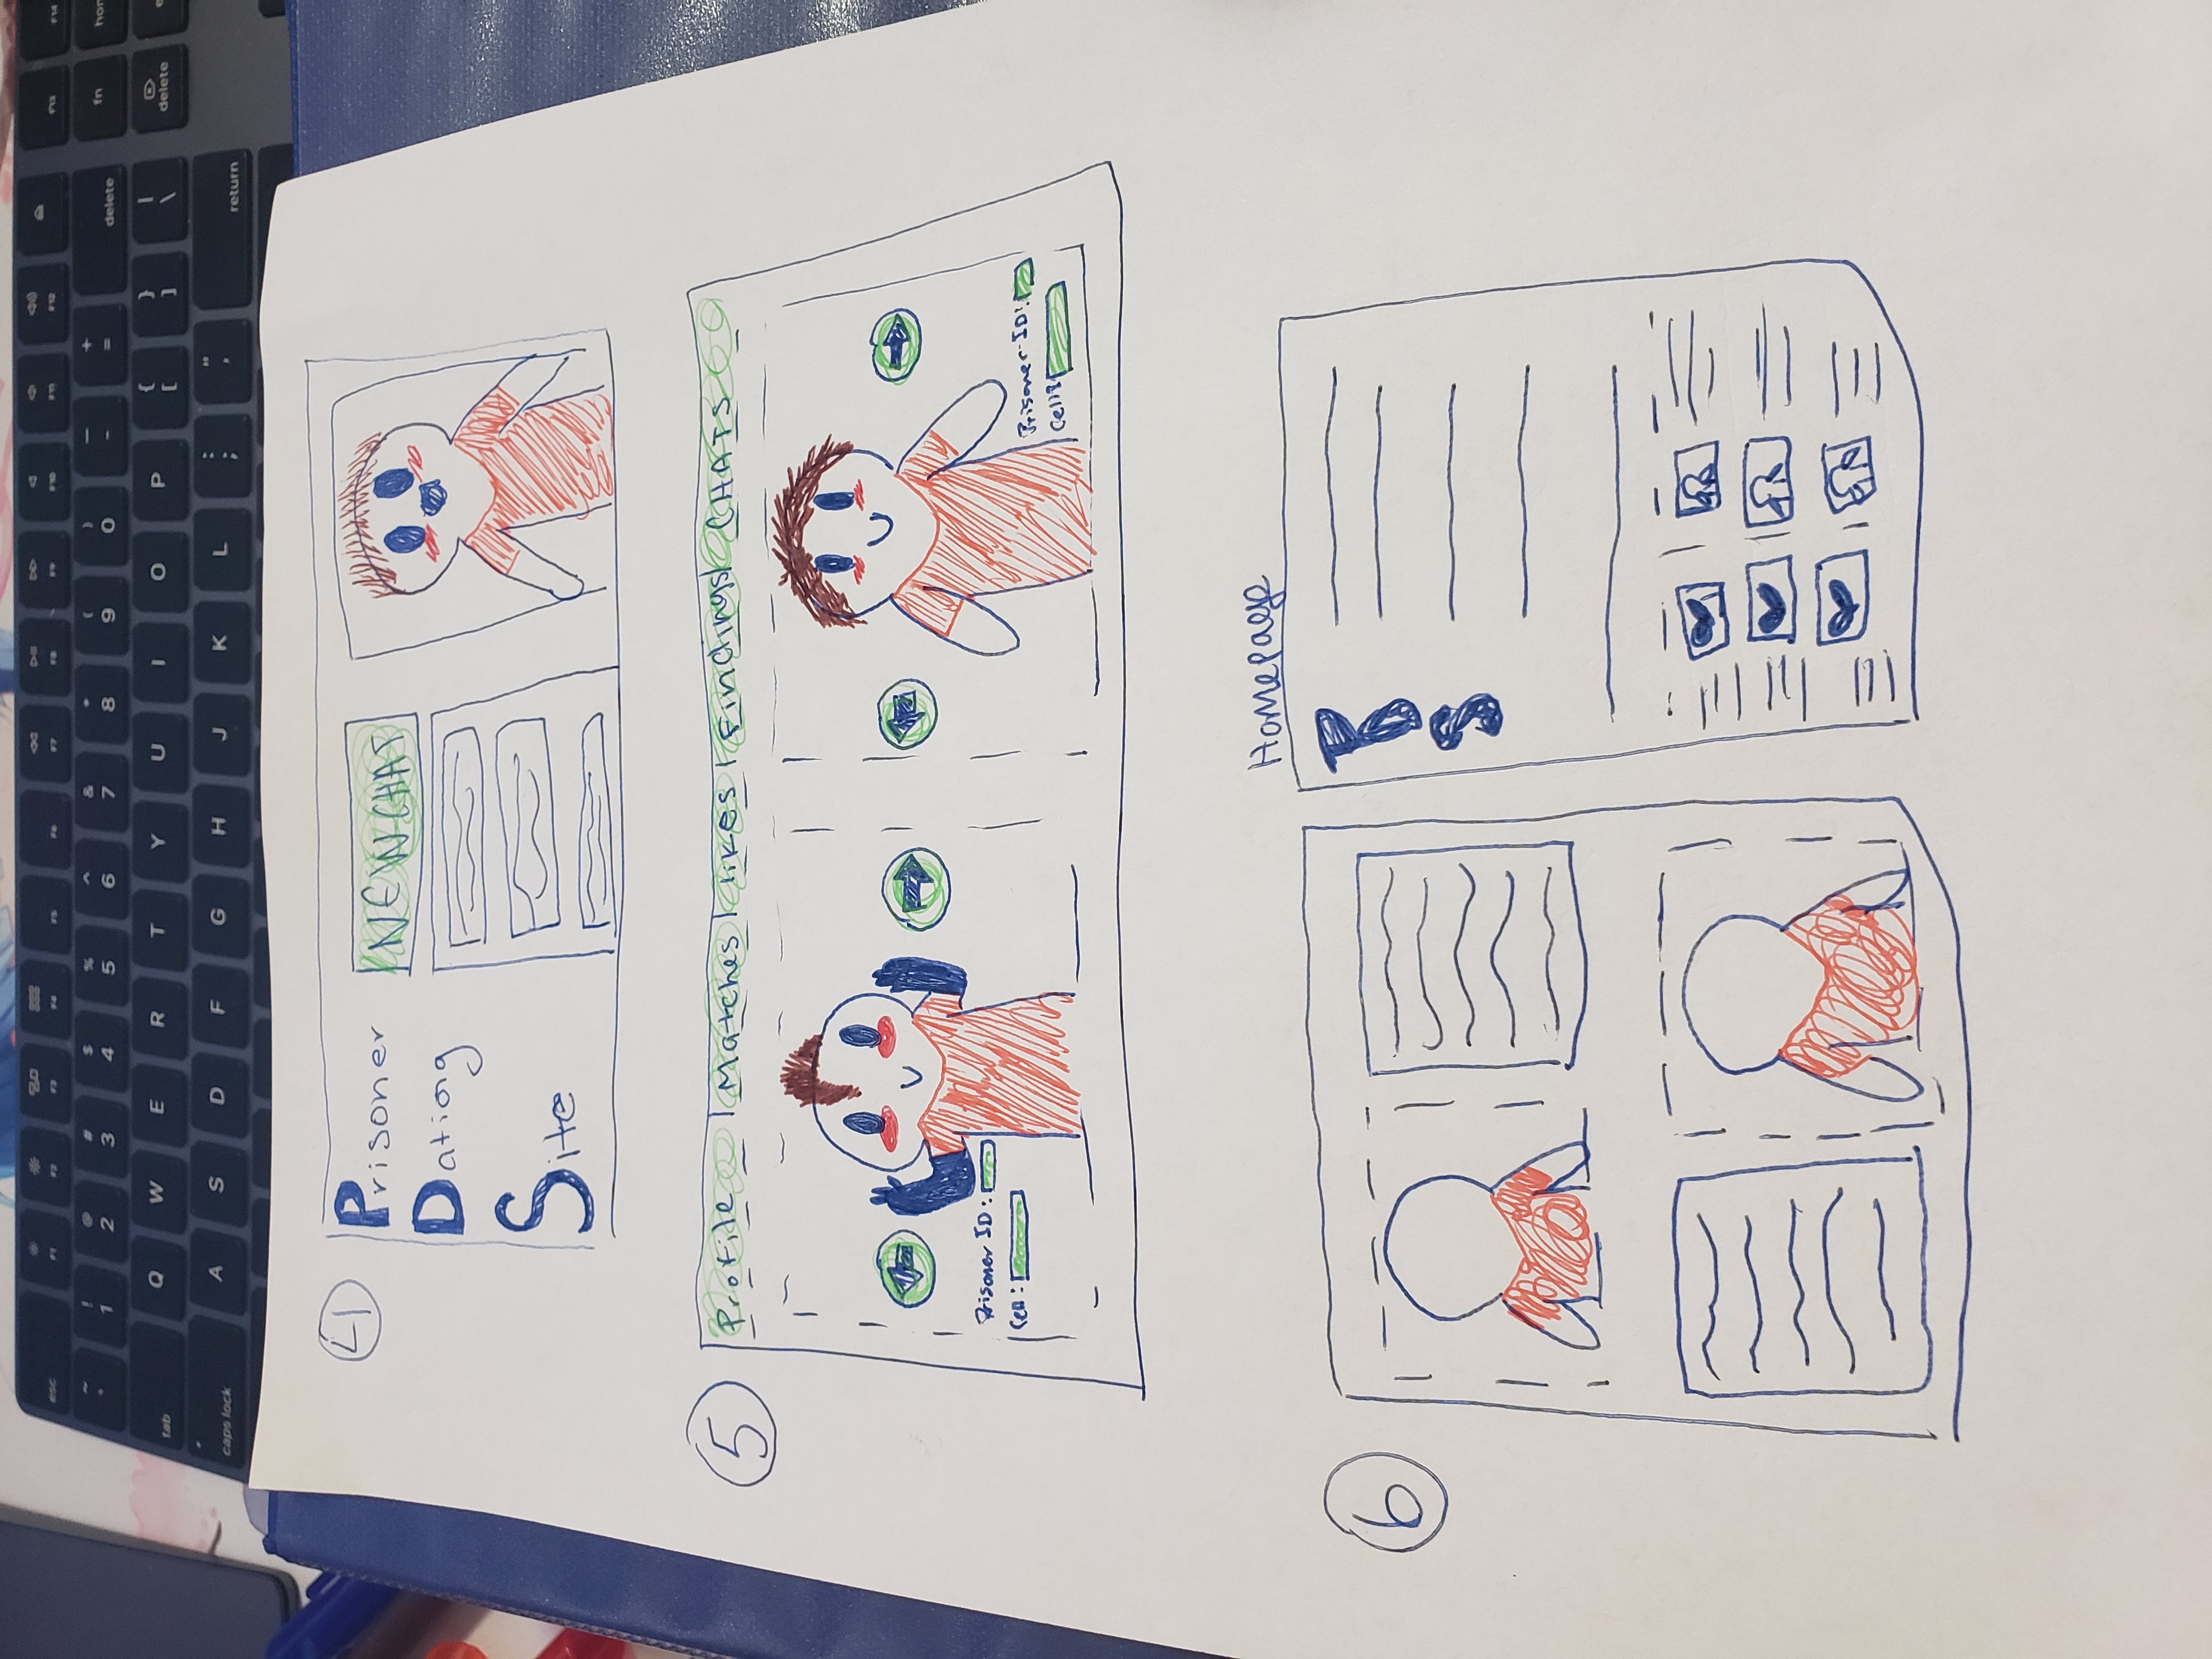 esc F1 F2 F3 F4 F5 F6 F7 F8 F9 F10 F11 F12 F13 F14
~ ! @ # $ % ^ & * ( ) — +
` 1 2 3 4 5 6 7 8 9 0 - = delete fn
tab Q W E R T Y U I O P { [ } ] | \ delete
caps lock A S D F G H J K L : ; " ' return
4
Prisoner
NEW CHAT
Dating
Site
5
Profile | Matches | likes | Findings | CHATS
Prisoner ID:
Cell:
Prisoner ID:
Cell:
Homepage
6
P
D
S